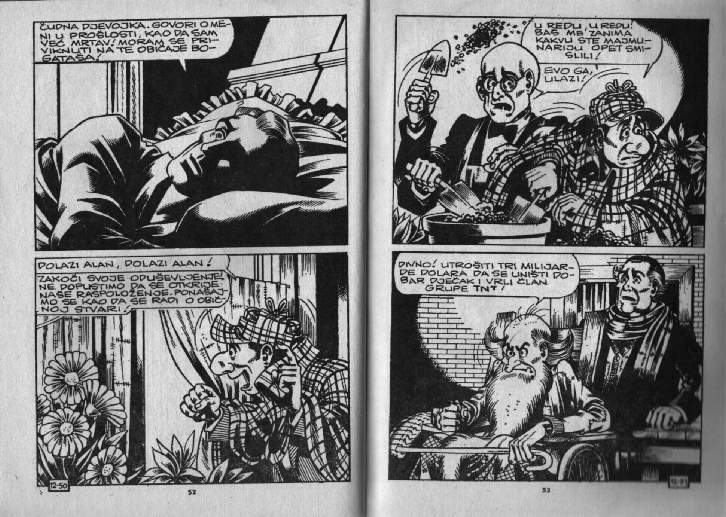 ČUDNA DJEVOJKA. GOVORI O ME-
NI U PROŠLOSTI, KAO DA SAM
VEĆ MRTAV! MORAM SE PRI-
VIKNUTI NA TE OBIČAJE BO-
GATAŠA!
DOLAZI ALAN, DOLAZI ALAN!
ZAKOČI SVOJE ODUŠEVLJENJE!
NE DOPUSTIMO DA SE OTKRIJE
NAŠE RASPOLOŽENJE. PONAŠAJ-
MO SE KAO DA SE RADI O OBIČ-
NOJ STVARI!
12-50
52
U REDU, U REDU!
BAŠ ME ZANIMA
KAKVU STE MAJMU-
NARIJU OPET SMI-
SLILI!
EVO GA,
ULAZI!
DIVNO! UTROŠITI TRI MILIJAR-
DE DOLARA DA SE UNIŠTI DO-
BAR DJEČAK I VRLI ČLAN
GRUPE TNT!
12-51
53